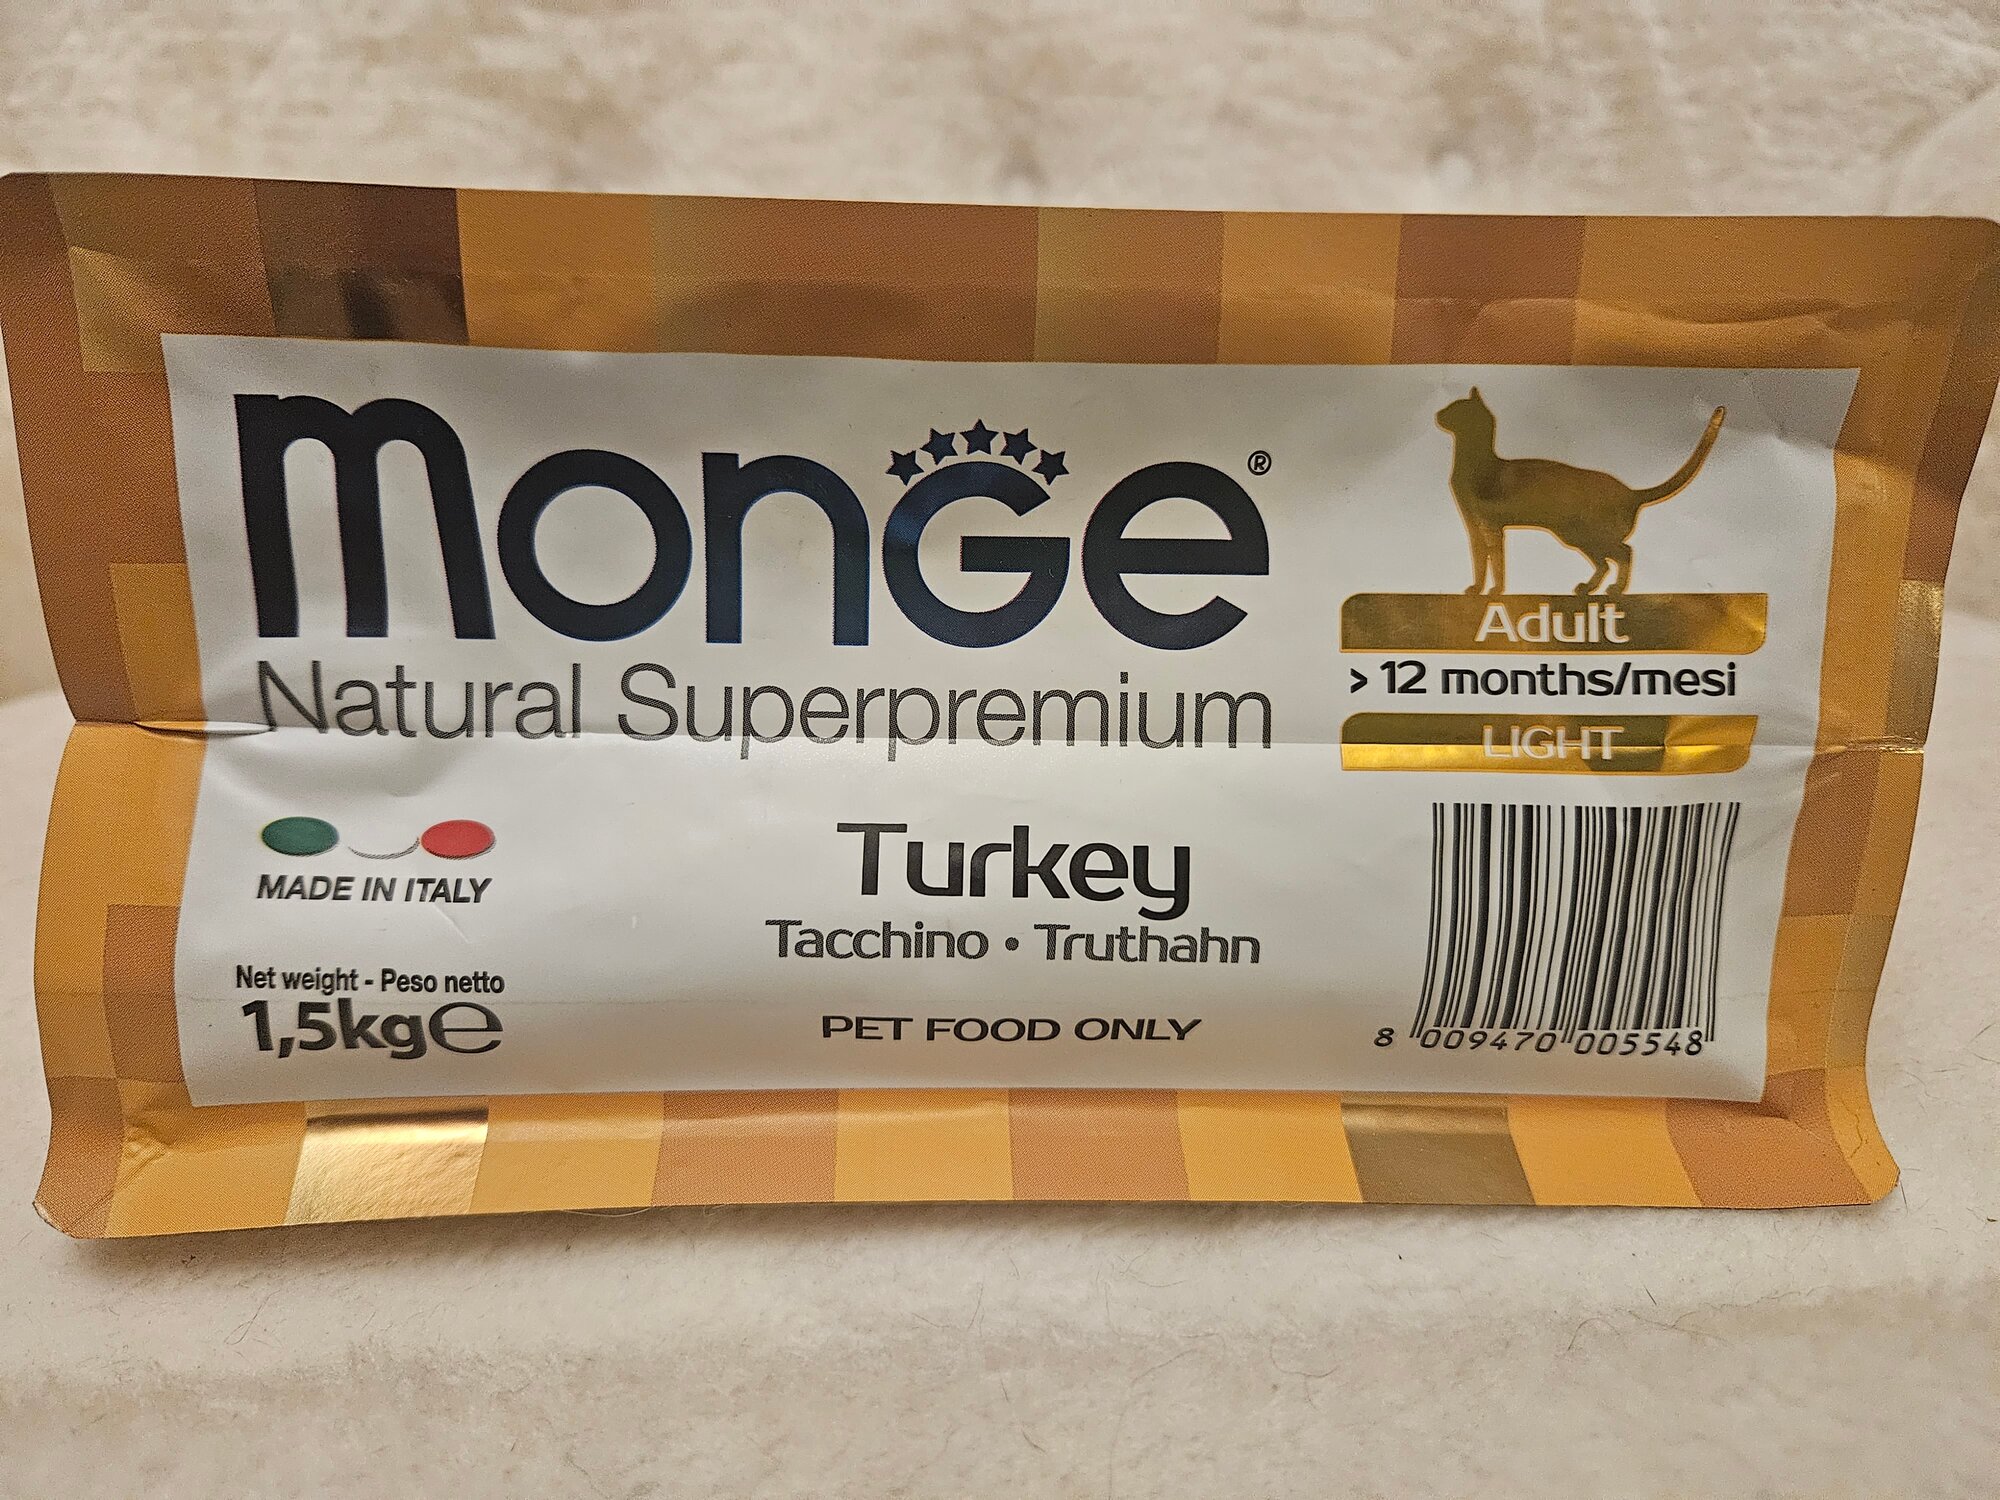 monGe®
Natural Superpremium
Adult
> 12 months/mesi
LIGHT
MADE IN ITALY
Turkey
Tacchino • Truthahn
Net weight - Peso netto
1,5kg℮
PET FOOD ONLY
8 009470 005548